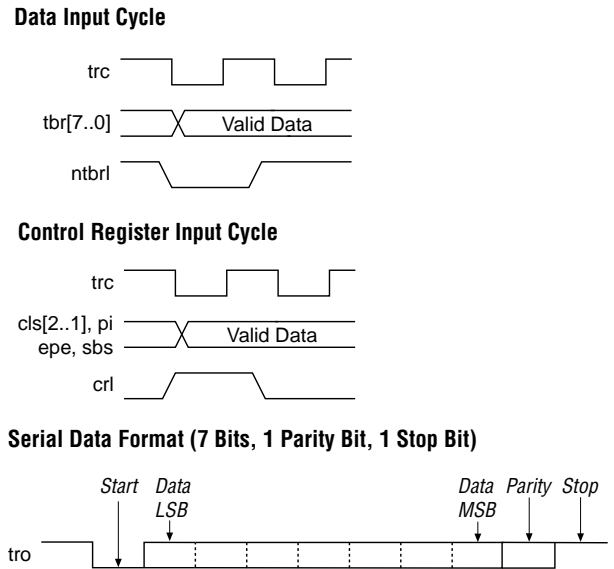 Data Input Cycle
trc
tbr[7..0]
Valid Data
ntbrl
Control Register Input Cycle
trc
cls[2..1], pi
epe, sbs
Valid Data
crl
Serial Data Format (7 Bits, 1 Parity Bit, 1 Stop Bit)
Start Data Data Parity Stop
LSB MSB
tro